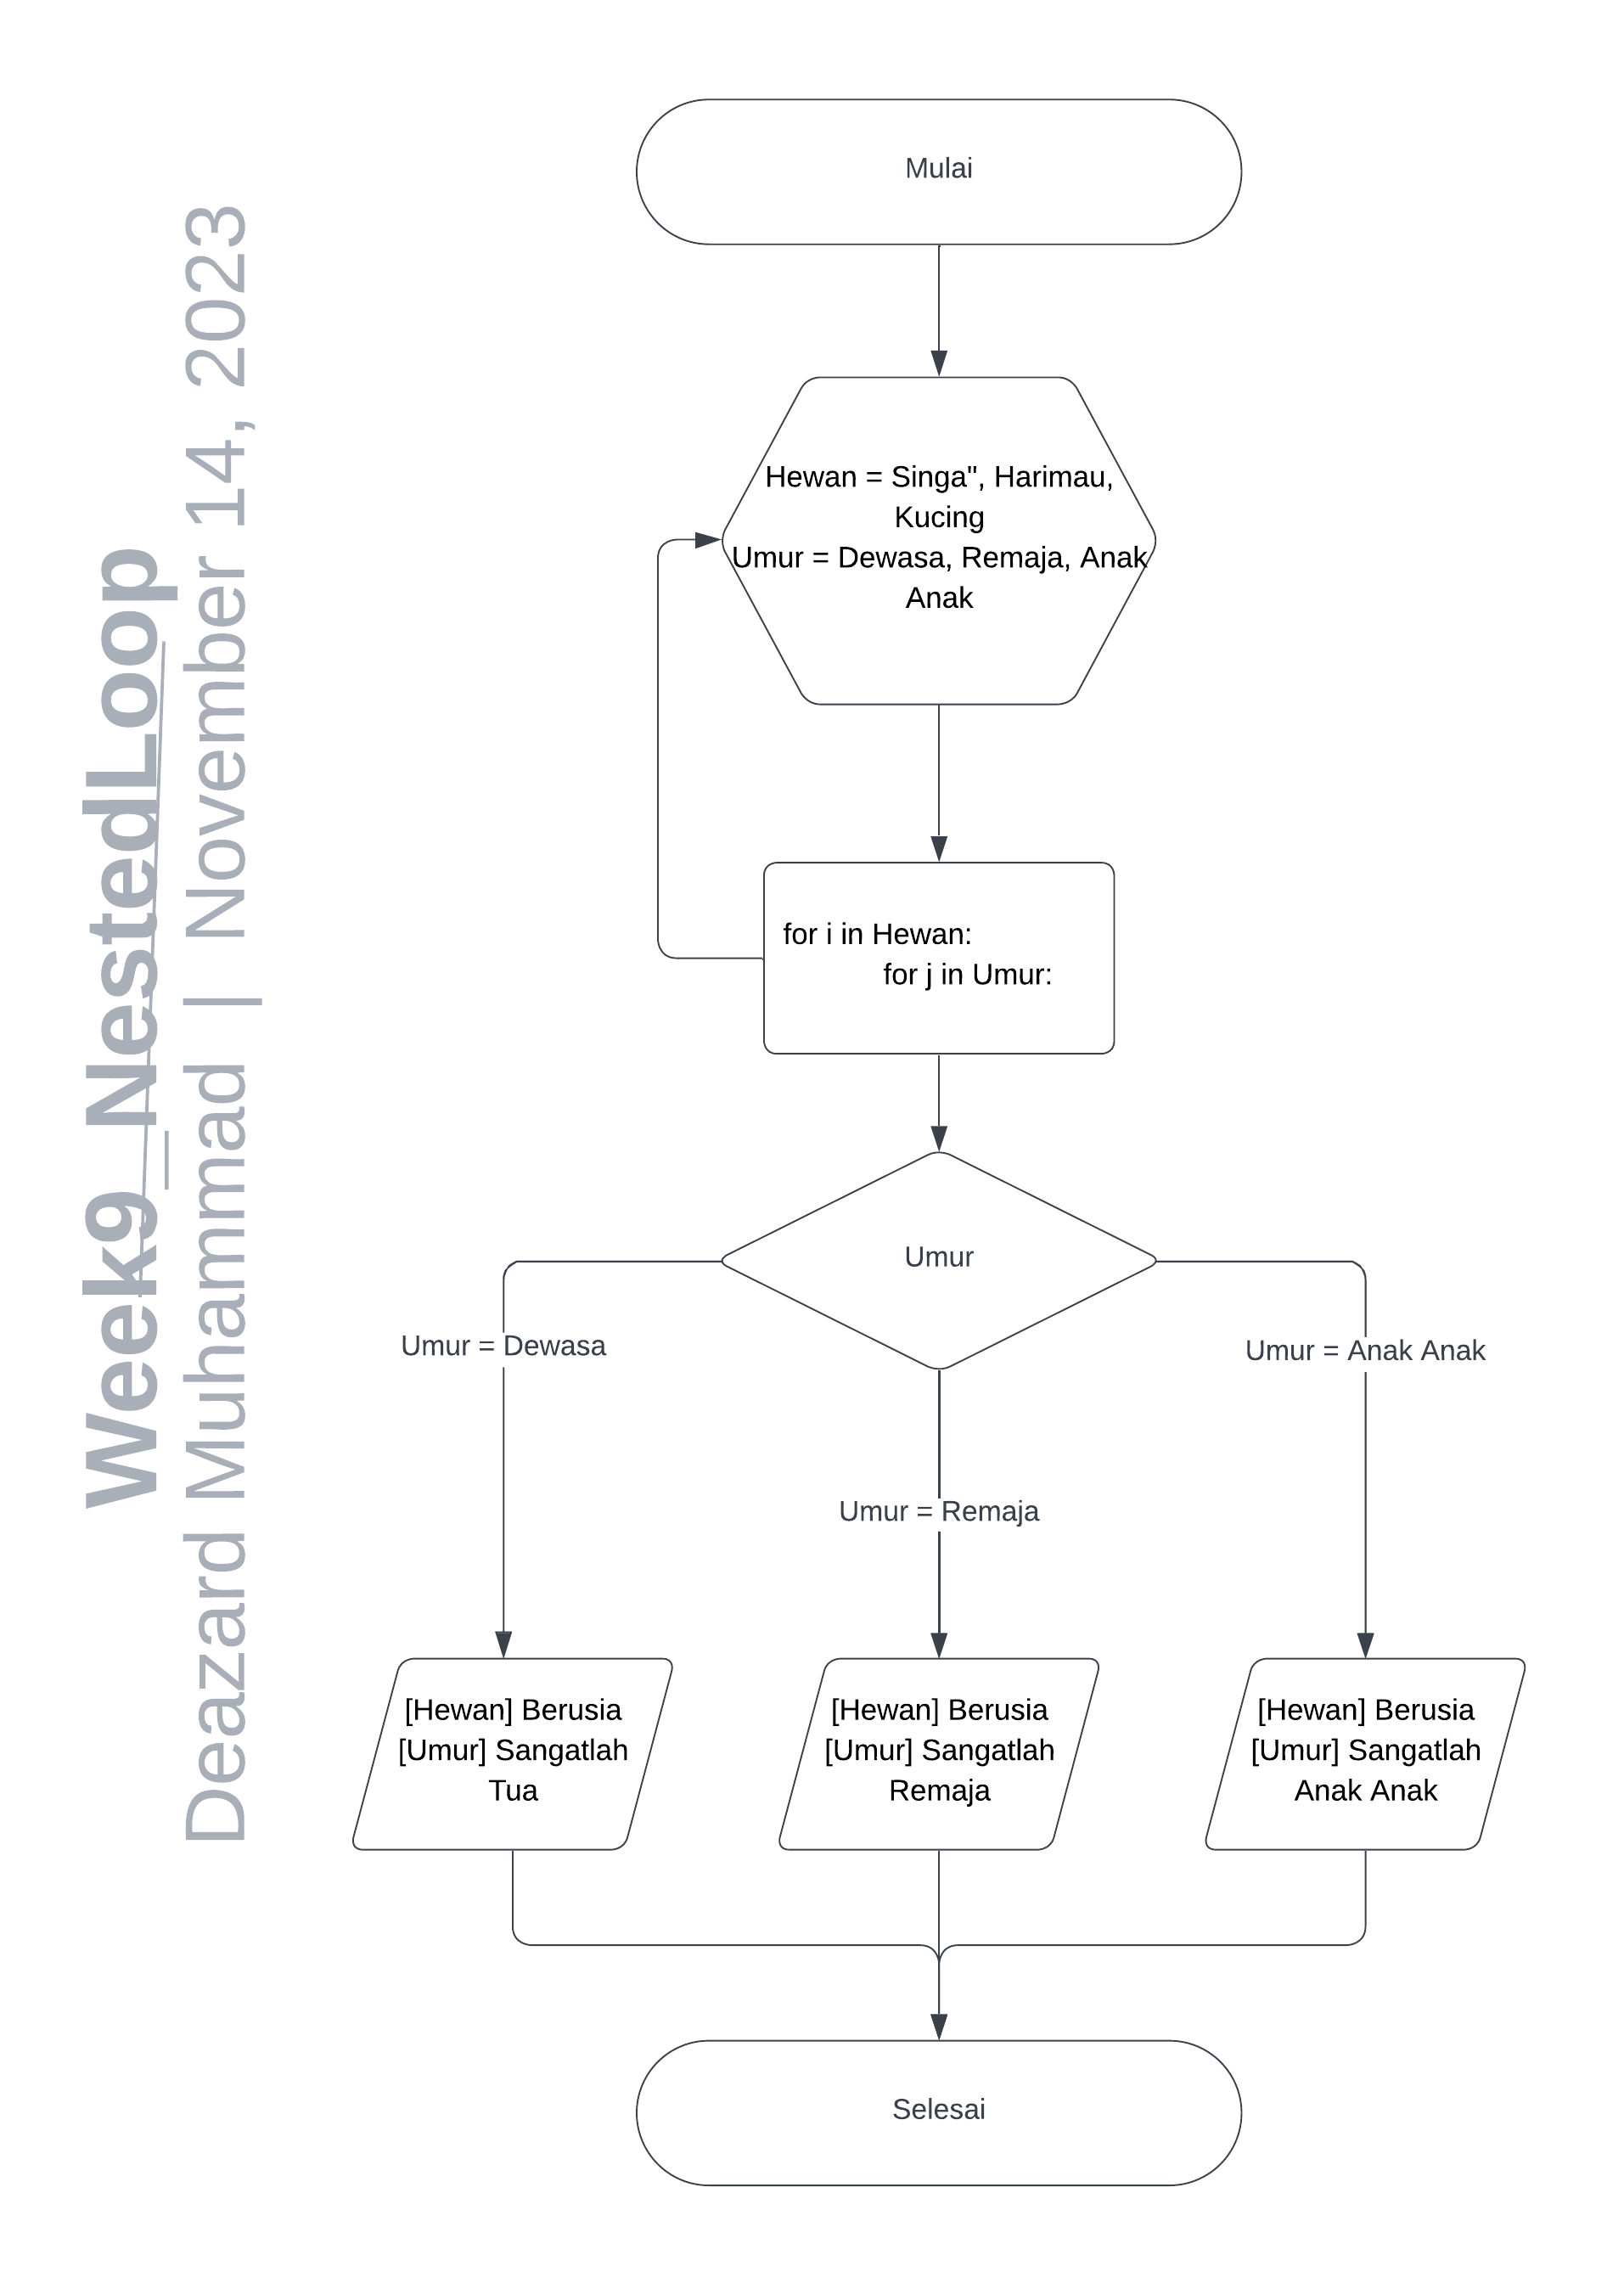 Week9_NestedLoop
Deazard Muhammad | November 14, 2023
Mulai
Hewan = Singa", Harimau,
Kucing
Umur = Dewasa, Remaja, Anak
Anak
for i in Hewan:
for j in Umur:
Umur
Umur = Dewasa
Umur = Anak Anak
Umur = Remaja
[Hewan] Berusia
[Umur] Sangatlah
Tua
[Hewan] Berusia
[Umur] Sangatlah
Remaja
[Hewan] Berusia
[Umur] Sangatlah
Anak Anak
Selesai